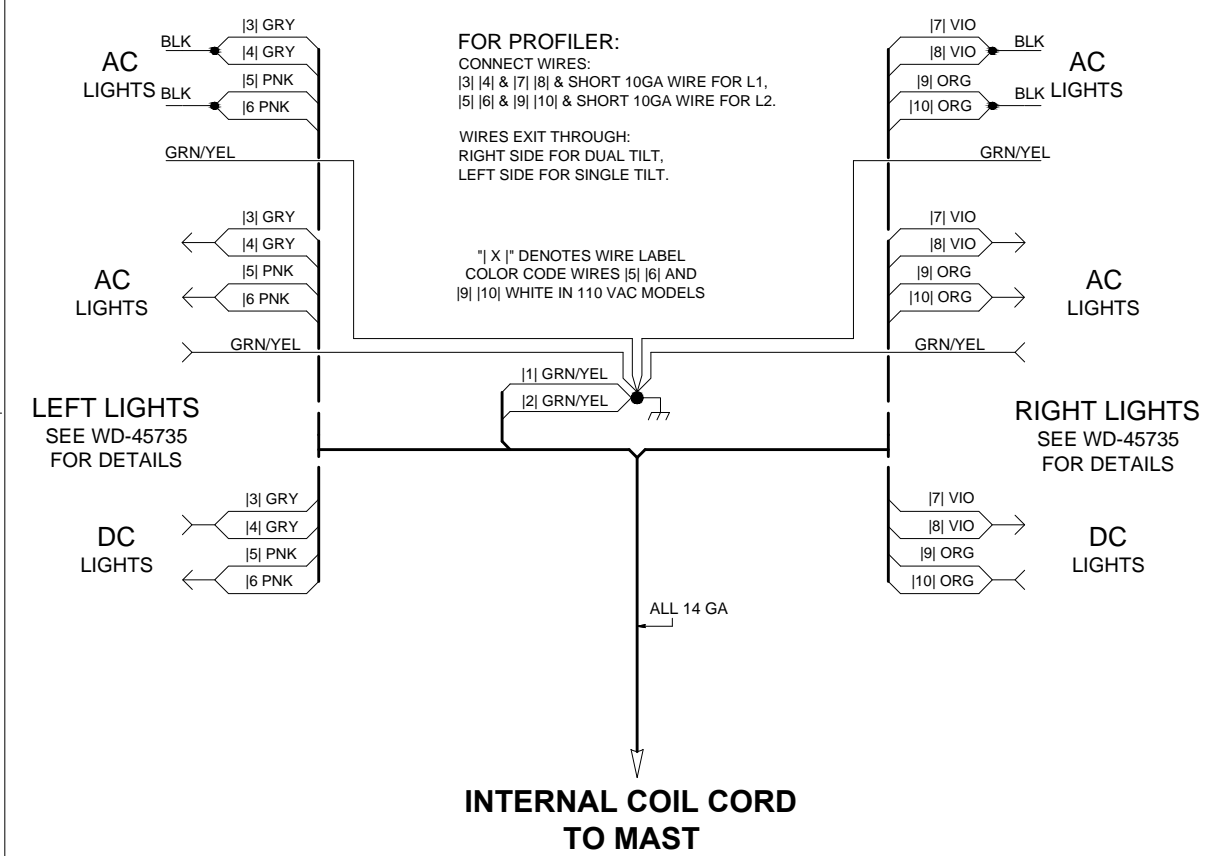 |3| GRY
BLK
|4| GRY
AC
LIGHTS
|5| PNK
BLK
|6 PNK
GRN/YEL
FOR PROFILER:
CONNECT WIRES:
|3| |4| & |7| |8| & SHORT 10GA WIRE FOR L1,
|5| |6| & |9| |10| & SHORT 10GA WIRE FOR L2.
WIRES EXIT THROUGH:
RIGHT SIDE FOR DUAL TILT,
LEFT SIDE FOR SINGLE TILT.
|7| VIO
BLK
|8| VIO
AC
LIGHTS
|9| ORG
BLK
|10| ORG
GRN/YEL
|3| GRY
|4| GRY
AC
LIGHTS
|5| PNK
|6 PNK
GRN/YEL
"| X |" DENOTES WIRE LABEL
COLOR CODE WIRES |5| |6| AND
|9| |10| WHITE IN 110 VAC MODELS
|7| VIO
|8| VIO
AC
LIGHTS
|9| ORG
|10| ORG
GRN/YEL
|1| GRN/YEL
|2| GRN/YEL
LEFT LIGHTS
SEE WD-45735
FOR DETAILS
RIGHT LIGHTS
SEE WD-45735
FOR DETAILS
|3| GRY
|4| GRY
DC
LIGHTS
|5| PNK
|6 PNK
|7| VIO
|8| VIO
DC
LIGHTS
|9| ORG
|10| ORG
ALL 14 GA
INTERNAL COIL CORD
TO MAST